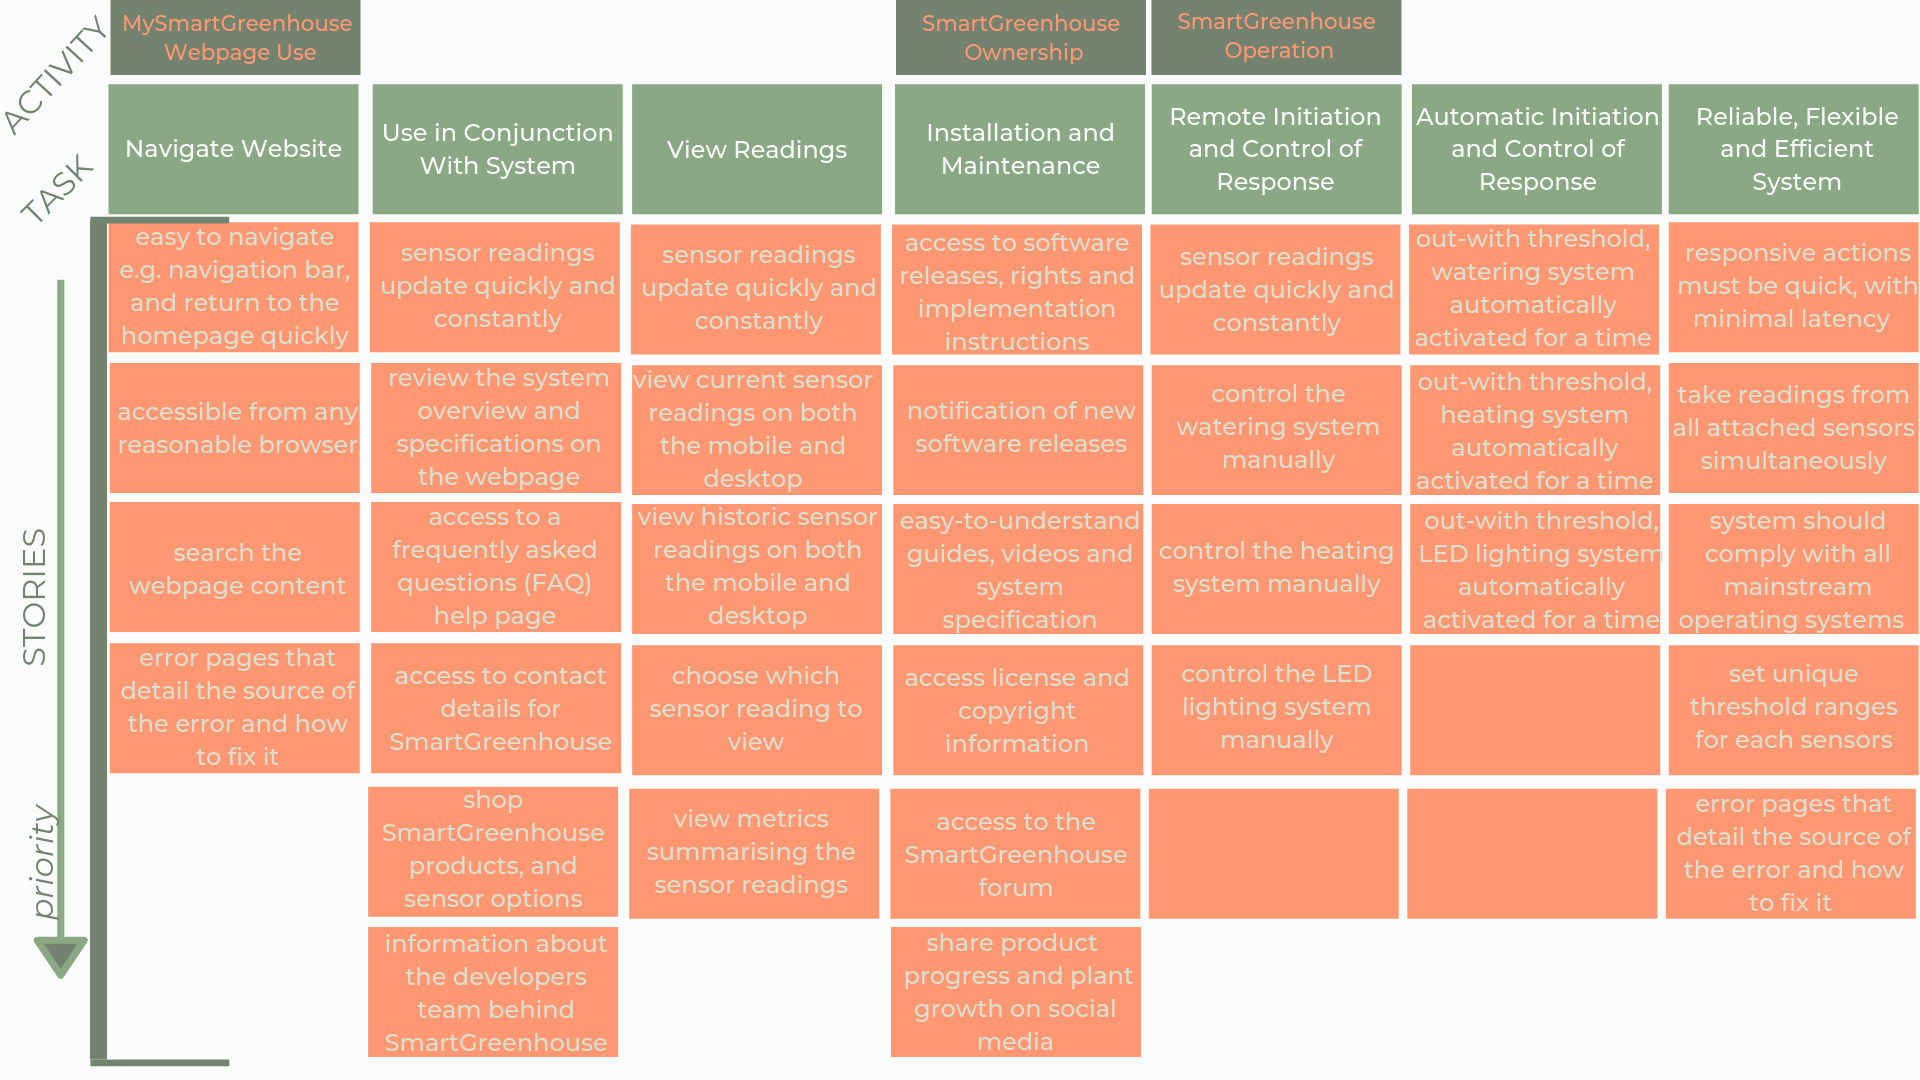 ACTIVITY
MySmartGreenhouse
Webpage Use
SmartGreenhouse
Ownership
SmartGreenhouse
Operation
TASK
Navigate Website
Use in Conjunction
With System
View Readings
Installation and
Maintenance
Remote Initiation
and Control of
Response
Automatic Initiation
and Control of
Response
Reliable, Flexible
and Efficient
System
STORIES
priority
easy to navigate
e.g. navigation bar,
and return to the
homepage quickly
sensor readings
update quickly and
constantly
sensor readings
update quickly and
constantly
access to software
releases, rights and
implementation
instructions
sensor readings
update quickly and
constantly
out-with threshold,
watering system
automatically
activated for a time
responsive actions
must be quick, with
minimal latency
accessible from any
reasonable browser
review the system
overview and
specifications on
the webpage
view current sensor
readings on both
the mobile and
desktop
notification of new
software releases
control the
watering system
manually
out-with threshold,
heating system
automatically
activated for a time
take readings from
all attached sensors
simultaneously
search the
webpage content
access to a
frequently asked
questions (FAQ)
help page
view historic sensor
readings on both
the mobile and
desktop
easy-to-understand
guides, videos and
system
specification
control the heating
system manually
out-with threshold,
LED lighting system
automatically
activated for a time
system should
comply with all
mainstream
operating systems
error pages that
detail the source of
the error and how
to fix it
access to contact
details for
SmartGreenhouse
choose which
sensor reading to
view
access license and
copyright
information
control the LED
lighting system
manually
set unique
threshold ranges
for each sensors
shop
SmartGreenhouse
products, and
sensor options
view metrics
summarising the
sensor readings
access to the
SmartGreenhouse
forum
error pages that
detail the source of
the error and how
to fix it
information about
the developers
team behind
SmartGreenhouse
share product
progress and plant
growth on social
media